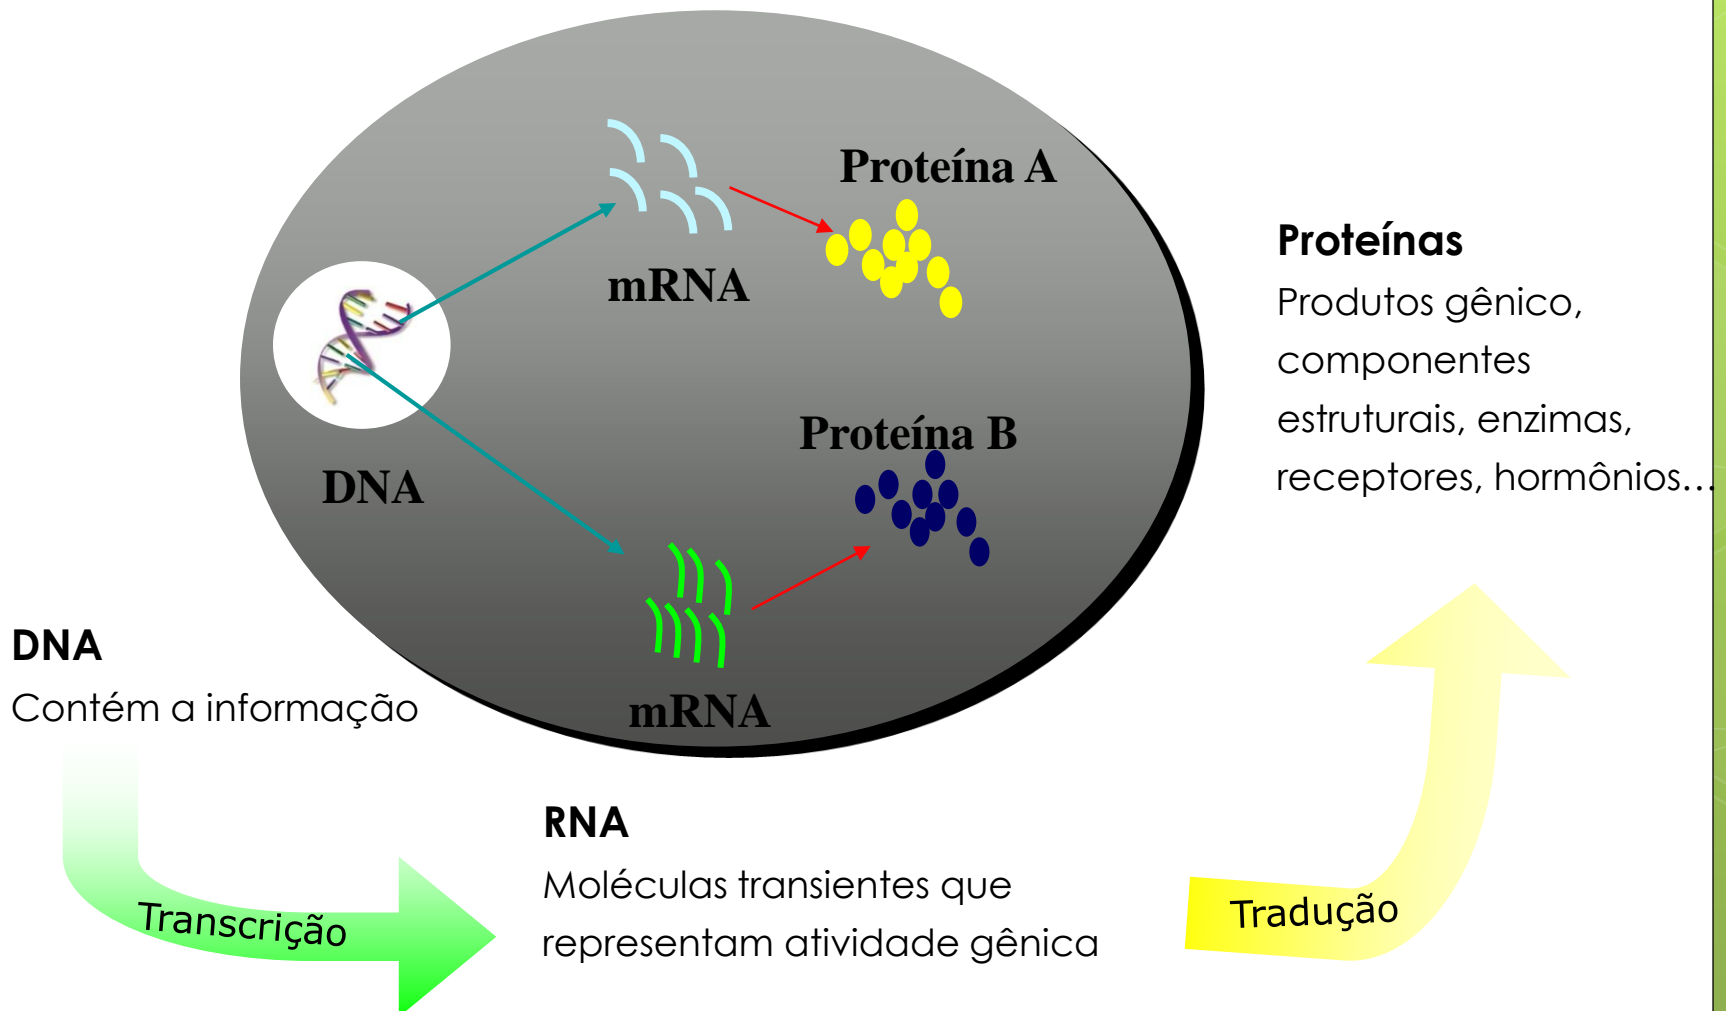 Proteína A
mRNA
DNA
Proteína B
mRNA
Proteínas
Produtos gênico,
componentes
estruturais, enzimas,
receptores, hormônios...
DNA
Contém a informação
Transcrição
RNA
Moléculas transientes que
representam atividade gênica
Tradução